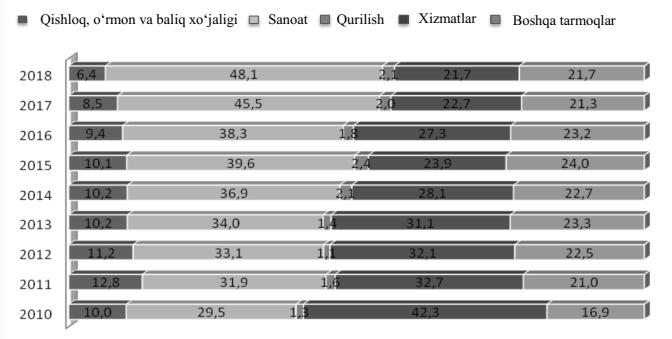 Qishloq, o‘rmon va baliq xo‘jaligi Sanoat Qurilish Xizmatlar Boshqa tarmoqlar
2018 6,4 48,1 2,1 21,7 21,7
2017 8,5 45,5 2,0 22,7 21,3
2016 9,4 38,3 1,8 27,3 23,2
2015 10,1 39,6 2,4 23,9 24,0
2014 10,2 36,9 2,1 28,1 22,7
2013 10,2 34,0 1,4 31,1 23,3
2012 11,2 33,1 1,1 32,1 22,5
2011 12,8 31,9 1,6 32,7 21,0
2010 10,0 29,5 1,3 42,3 16,9